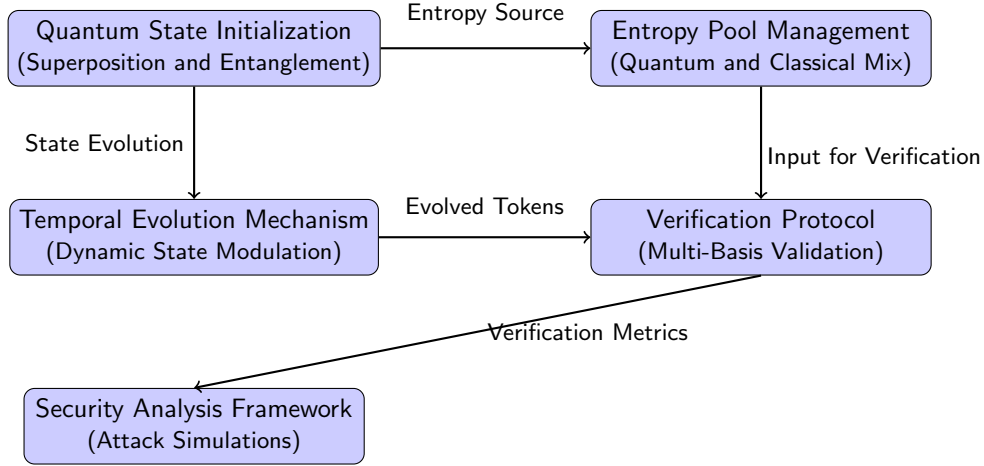 Quantum State Initialization
(Superposition and Entanglement)
Entropy Source
Entropy Pool Management
(Quantum and Classical Mix)
State Evolution
Input for Verification
Temporal Evolution Mechanism
(Dynamic State Modulation)
Evolved Tokens
Verification Protocol
(Multi-Basis Validation)
Verification Metrics
Security Analysis Framework
(Attack Simulations)